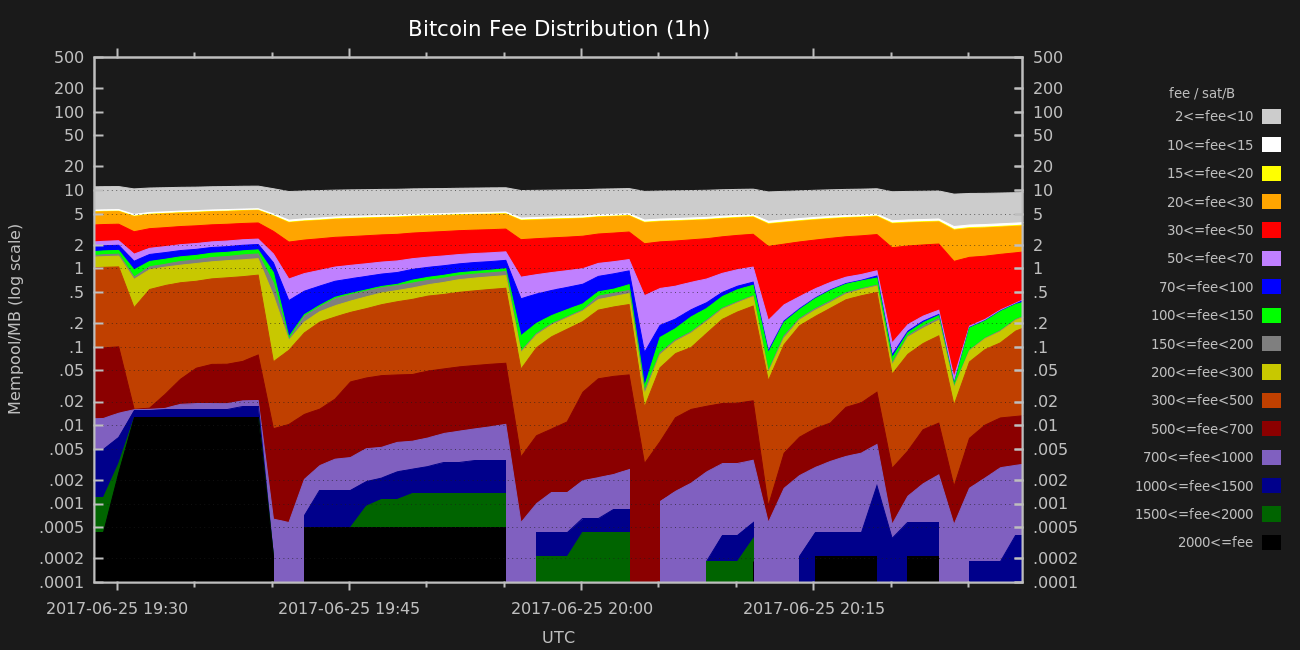 Bitcoin Fee Distribution (1h)
500
200
100
50
20
10
5
2
1
.5
.2
.1
.05
.02
.01
.005
.002
.001
.0005
.0002
.0001
Mempool/MB (log scale)
500
200
100
50
20
10
5
2
1
.5
.2
.1
.05
.02
.01
.005
.002
.001
.0005
.0002
.0001
2017-06-25 19:30
2017-06-25 19:45
2017-06-25 20:00
2017-06-25 20:15
UTC
fee / sat/B
2<=fee<10
10<=fee<15
15<=fee<20
20<=fee<30
30<=fee<50
50<=fee<70
70<=fee<100
100<=fee<150
150<=fee<200
200<=fee<300
300<=fee<500
500<=fee<700
700<=fee<1000
1000<=fee<1500
1500<=fee<2000
2000<=fee